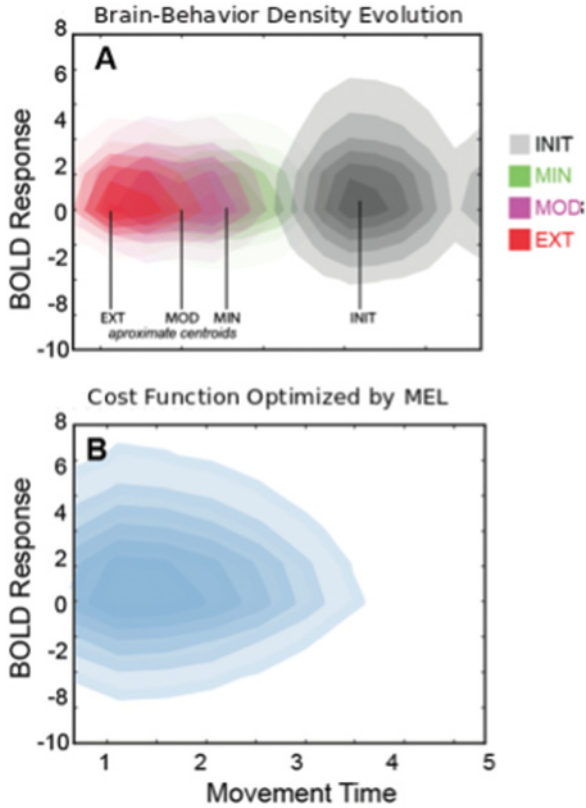 Brain-Behavior Density Evolution
A
8
6
4
2
0
-2
-8
-10
BOLD Response
EXT MOD MIN INIT
aproximate centroids
INIT
MIN
MOD:
EXT
Cost Function Optimized by MEL
B
8
6
4
2
0
-2
-8
-10
BOLD Response
1 2 3 4 5
Movement Time